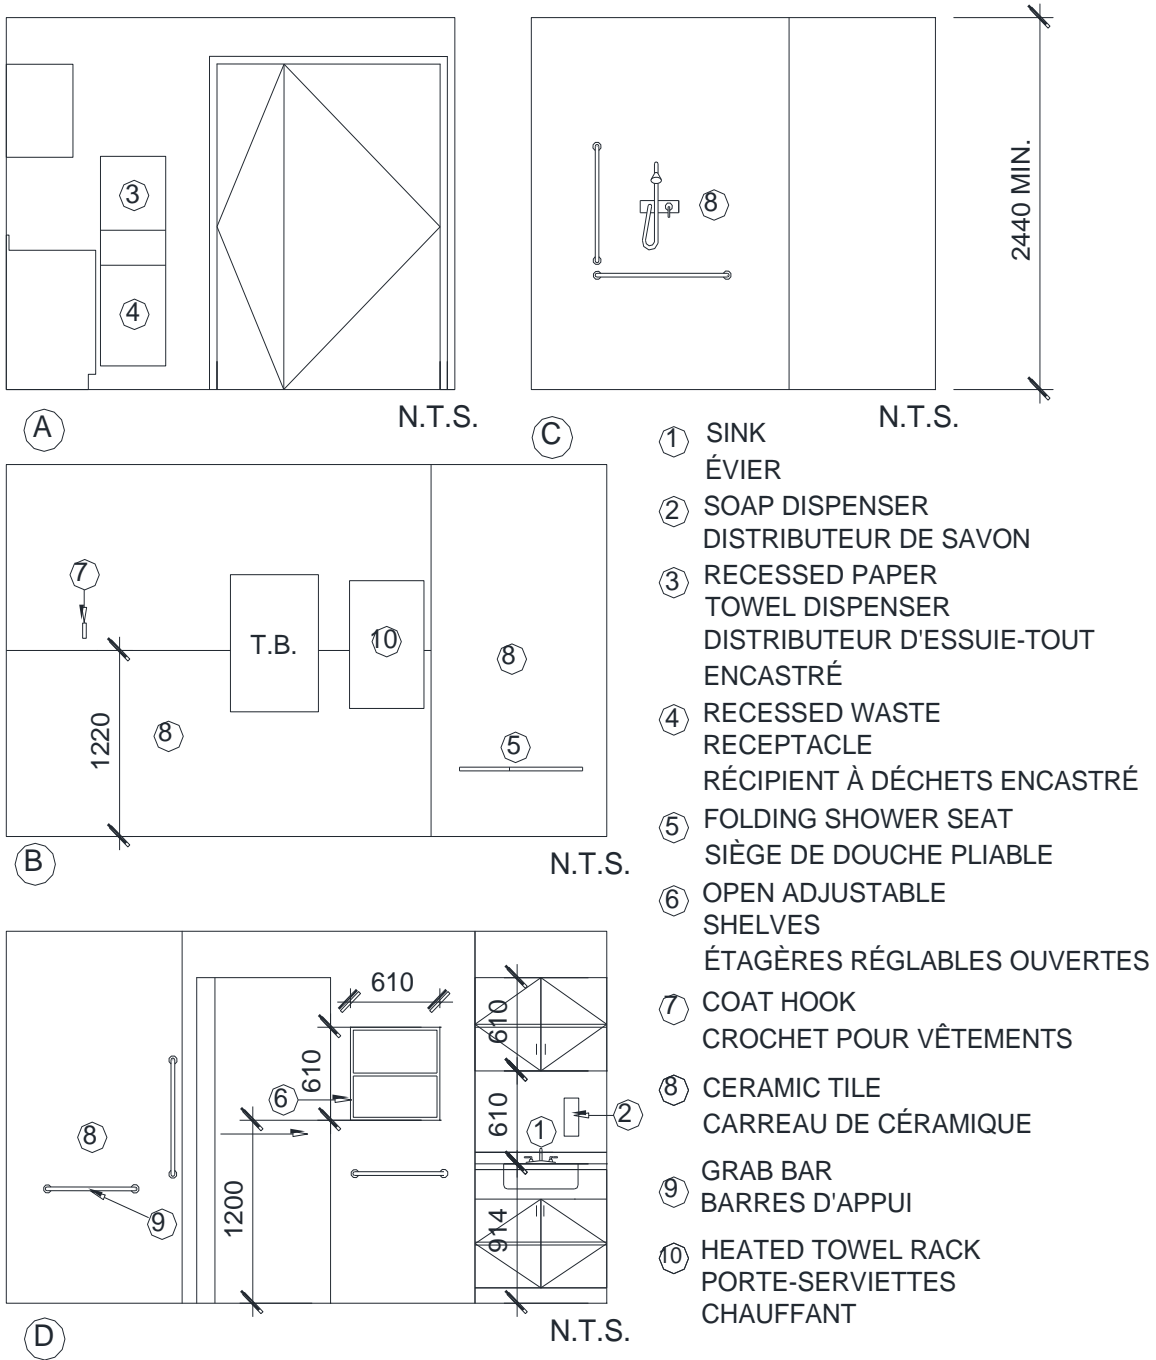 3
4
A
N.T.S.
8
2440 MIN.
C
N.T.S.
7
T.B.
10
8
8
5
1220
B
N.T.S.
610
610
6
610
610
1
2
8
9
1200
914
D
N.T.S.
1 SINK
ÉVIER
2 SOAP DISPENSER
DISTRIBUTEUR DE SAVON
3 RECESSED PAPER
TOWEL DISPENSER
DISTRIBUTEUR D'ESSUIE-TOUT
ENCASTRÉ
4 RECESSED WASTE
RECEPTACLE
RÉCIPIENT À DÉCHETS ENCASTRÉ
5 FOLDING SHOWER SEAT
SIÈGE DE DOUCHE PLIABLE
6 OPEN ADJUSTABLE
SHELVES
ÉTAGÈRES RÉGLABLES OUVERTES
7 COAT HOOK
CROCHET POUR VÊTEMENTS
8 CERAMIC TILE
CARREAU DE CÉRAMIQUE
9 GRAB BAR
BARRES D'APPUI
10 HEATED TOWEL RACK
PORTE-SERVIETTES
CHAUFFANT